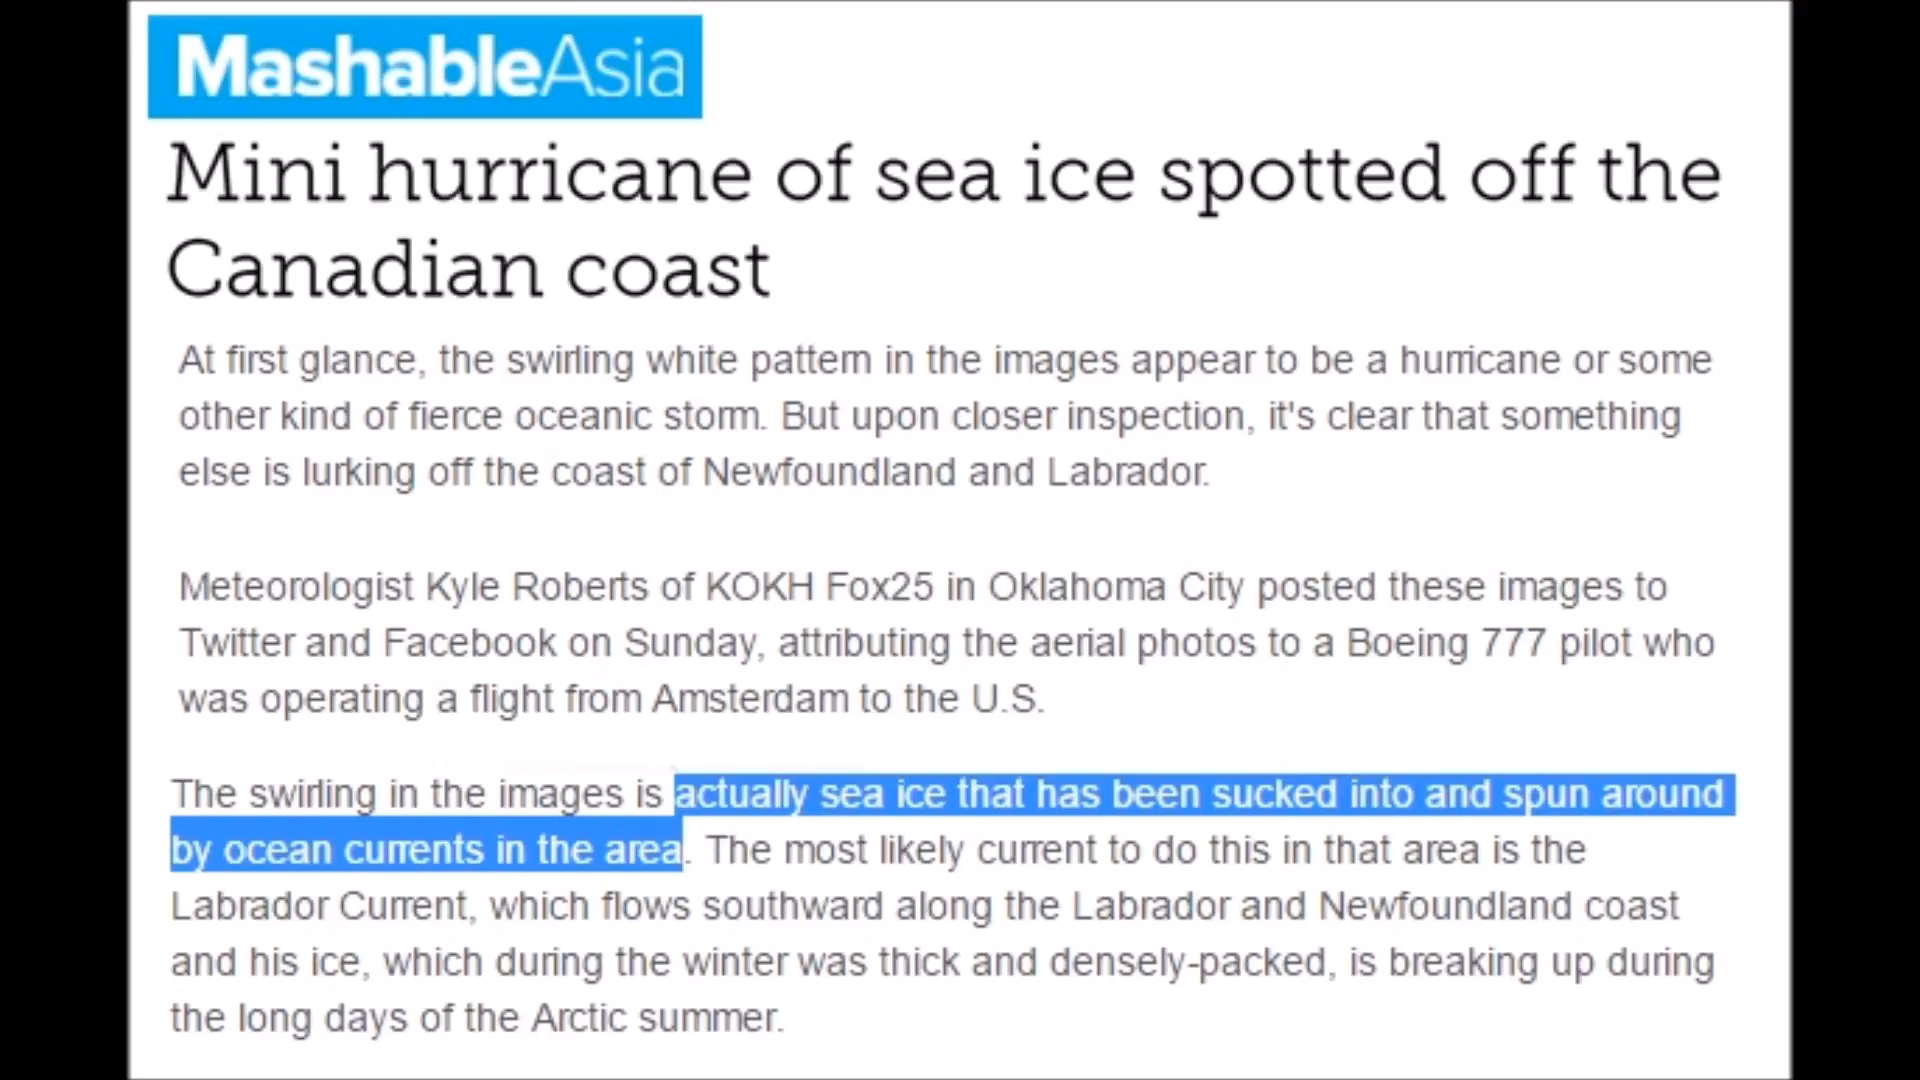 MashableAsia
Mini hurricane of sea ice spotted off the
Canadian coast
At first glance, the swirling white pattern in the images appear to be a hurricane or some
other kind of fierce oceanic storm. But upon closer inspection, it's clear that something
else is lurking off the coast of Newfoundland and Labrador.
Meteorologist Kyle Roberts of KOKH Fox25 in Oklahoma City posted these images to
Twitter and Facebook on Sunday, attributing the aerial photos to a Boeing 777 pilot who
was operating a flight from Amsterdam to the U.S.
The swirling in the images is actually sea ice that has been sucked into and spun around
by ocean currents in the area. The most likely current to do this in that area is the
Labrador Current, which flows southward along the Labrador and Newfoundland coast
and his ice, which during the winter was thick and densely-packed, is breaking up during
the long days of the Arctic summer.